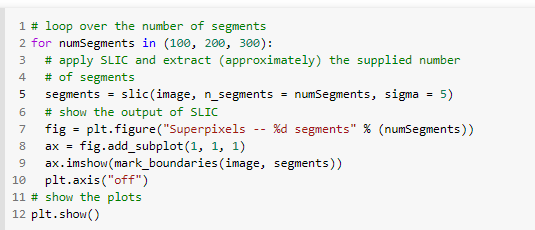 1 # loop over the number of segments
2 for numSegments in (100, 200, 300):
3   # apply SLIC and extract (approximately) the supplied number
4   # of segments
5   segments = slic(image, n_segments = numSegments, sigma = 5)
6   # show the output of SLIC
7   fig = plt.figure("Superpixels -- %d segments" % (numSegments))
8   ax = fig.add_subplot(1, 1, 1)
9   ax.imshow(mark_boundaries(image, segments))
10   plt.axis("off")
11 # show the plots
12 plt.show()